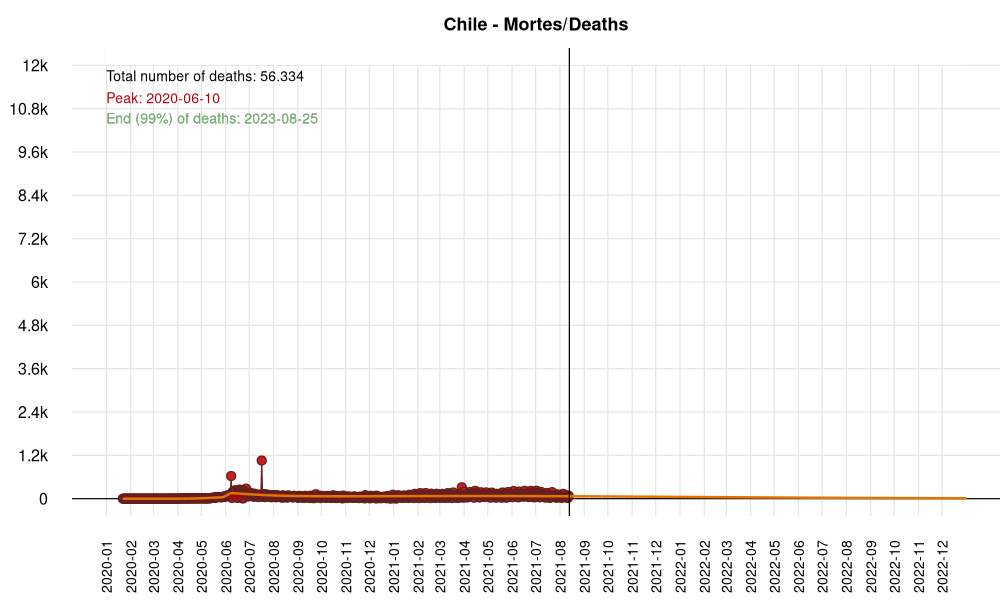 Chile - Mortes/Deaths
Total number of deaths: 56.334
Peak: 2020-06-10
End (99%) of deaths: 2023-08-25
12k
10.8k
9.6k
8.4k
7.2k
6k
4.8k
3.6k
2.4k
1.2k
0
2020-01
2020-02
2020-03
2020-04
2020-05
2020-06
2020-07
2020-08
2020-09
2020-10
2020-11
2020-12
2021-01
2021-02
2021-03
2021-04
2021-05
2021-06
2021-07
2021-08
2021-09
2021-10
2021-11
2021-12
2022-01
2022-02
2022-03
2022-04
2022-05
2022-06
2022-07
2022-08
2022-09
2022-10
2022-11
2022-12